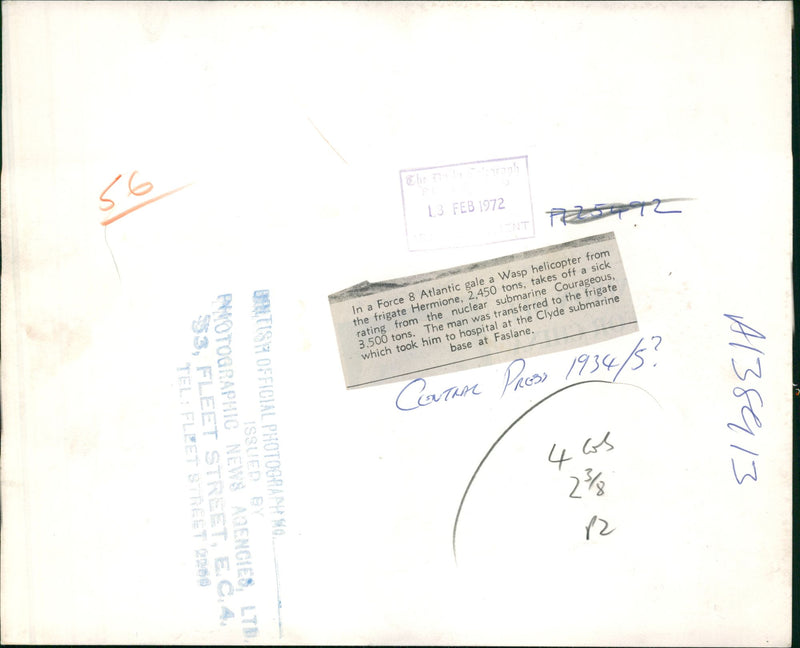 56
The Daily Telegraph
13 FEB 1972
A25492
In a Force 8 Atlantic gale a Wasp helicopter from
the frigate Hermione, 2,450 tons, takes off a sick
rating from the nuclear submarine Courageous,
3,500 tons. The man was transferred to the frigate
which took him to hospital at the Clyde submarine
base at Faslane.
CENTRAL PRESS 1934/5?
4 cols
2 3/8
P2
A138913
BRITISH OFFICIAL PHOTOGRAPH NO.
ISSUED BY
PHOTOGRAPHIC NEWS AGENCIES, LTD.
53, FLEET STREET, E.C.4.
TEL: FLEET STREET